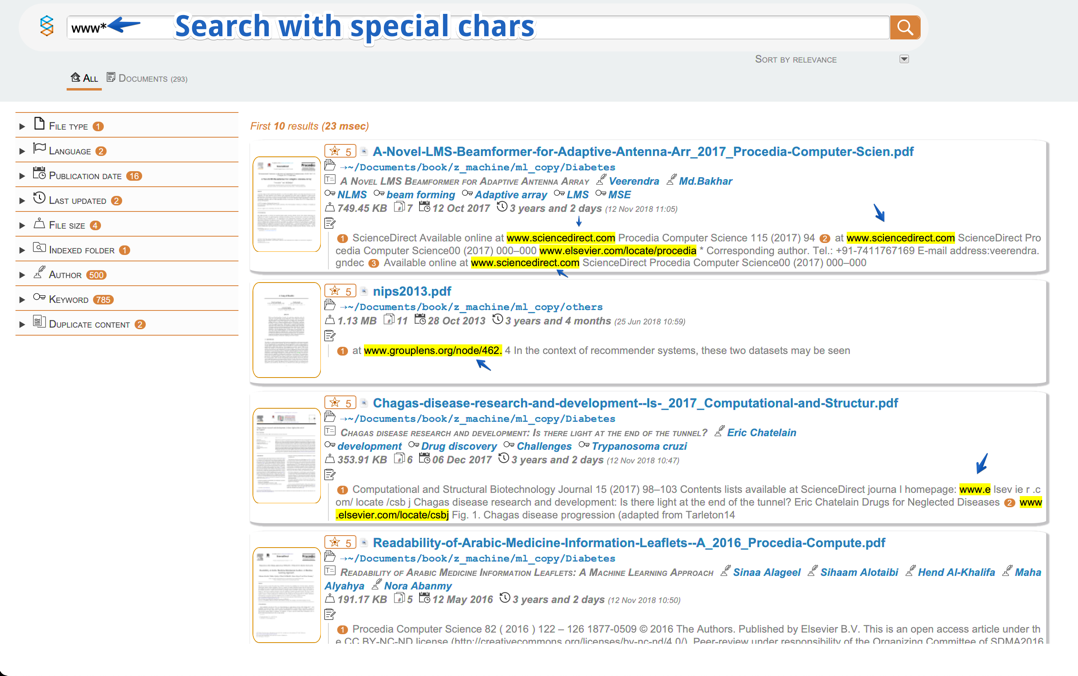 www*
Search with special chars
SORT BY RELEVANCE
ALL DOCUMENTS (293)
FILE TYPE 1
LANGUAGE 2
PUBLICATION DATE 16
LAST UPDATED 2
FILE SIZE 4
INDEXED FOLDER 1
AUTHOR 500
KEYWORD 785
DUPLICATE CONTENT 2
First 10 results (23 msec)
5 A-Novel-LMS-Beamformer-for-Adaptive-Antenna-Arr_2017_Procedia-Computer-Scien.pdf
→~/Documents/book/z_machine/ml_copy/Diabetes
A NOVEL LMS BEAMFORMER FOR ADAPTIVE ANTENNA ARRAY Veerendra Md.Bakhar
NLMS beam forming Adaptive array LMS MSE
749.45 KB 7 12 Oct 2017 3 years and 2 days (12 Nov 2018 11:05)
1 ScienceDirect Available online at www.sciencedirect.com Procedia Computer Science 115 (2017) 94 2 at www.sciencedirect.com ScienceDirect Pro
cedia Computer Science00 (2017) 000–000 www.elsevier.com/locate/procedia * Corresponding author. Tel.: +91-7411767169 E-mail address:veerendra.
gndec 3 Available online at www.sciencedirect.com ScienceDirect Procedia Computer Science00 (2017) 000–000
5 nips2013.pdf
→~/Documents/book/z_machine/ml_copy/others
1.13 MB 11 28 Oct 2013 3 years and 4 months (25 Jun 2018 10:59)
1 at www.grouplens.org/node/462. 4 In the context of recommender systems, these two datasets may be seen
5 Chagas-disease-research-and-development--Is-_2017_Computational-and-Structur.pdf
→~/Documents/book/z_machine/ml_copy/Diabetes
CHAGAS DISEASE RESEARCH AND DEVELOPMENT: IS THERE LIGHT AT THE END OF THE TUNNEL? Eric Chatelain
development Drug discovery Challenges Trypanosoma cruzi
353.91 KB 6 06 Dec 2017 3 years and 2 days (12 Nov 2018 10:47)
1 Computational and Structural Biotechnology Journal 15 (2017) 98–103 Contents lists available at ScienceDirect journa l homepage: www.e lsev ie r .c
om/ locate /csb j Chagas disease research and development: Is there light at the end of the tunnel? Eric Chatelain Drugs for Neglected Diseases 2 www
.elsevier.com/locate/csbj Fig. 1. Chagas disease progression (adapted from Tarleton14
5 Readability-of-Arabic-Medicine-Information-Leaflets--A_2016_Procedia-Compute.pdf
→~/Documents/book/z_machine/ml_copy/Diabetes
READABILITY OF ARABIC MEDICINE INFORMATION LEAFLETS: A MACHINE LEARNING APPROACH Sinaa Alageel Sihaam Alotaibi Hend Al-Khalifa Maha
Alyahya Nora Abanmy
191.17 KB 5 12 May 2016 3 years and 2 days (12 Nov 2018 10:50)
1 Procedia Computer Science 82 ( 2016 ) 122 – 126 1877-0509 © 2016 The Authors. Published by Elsevier B.V. This is an open access article under th
e CC BY-NC-ND license (http://creativecommons.org/licenses/by-nc-nd/4.0/). Peer-review under responsibility of the Organizing Committee of SDMA2016